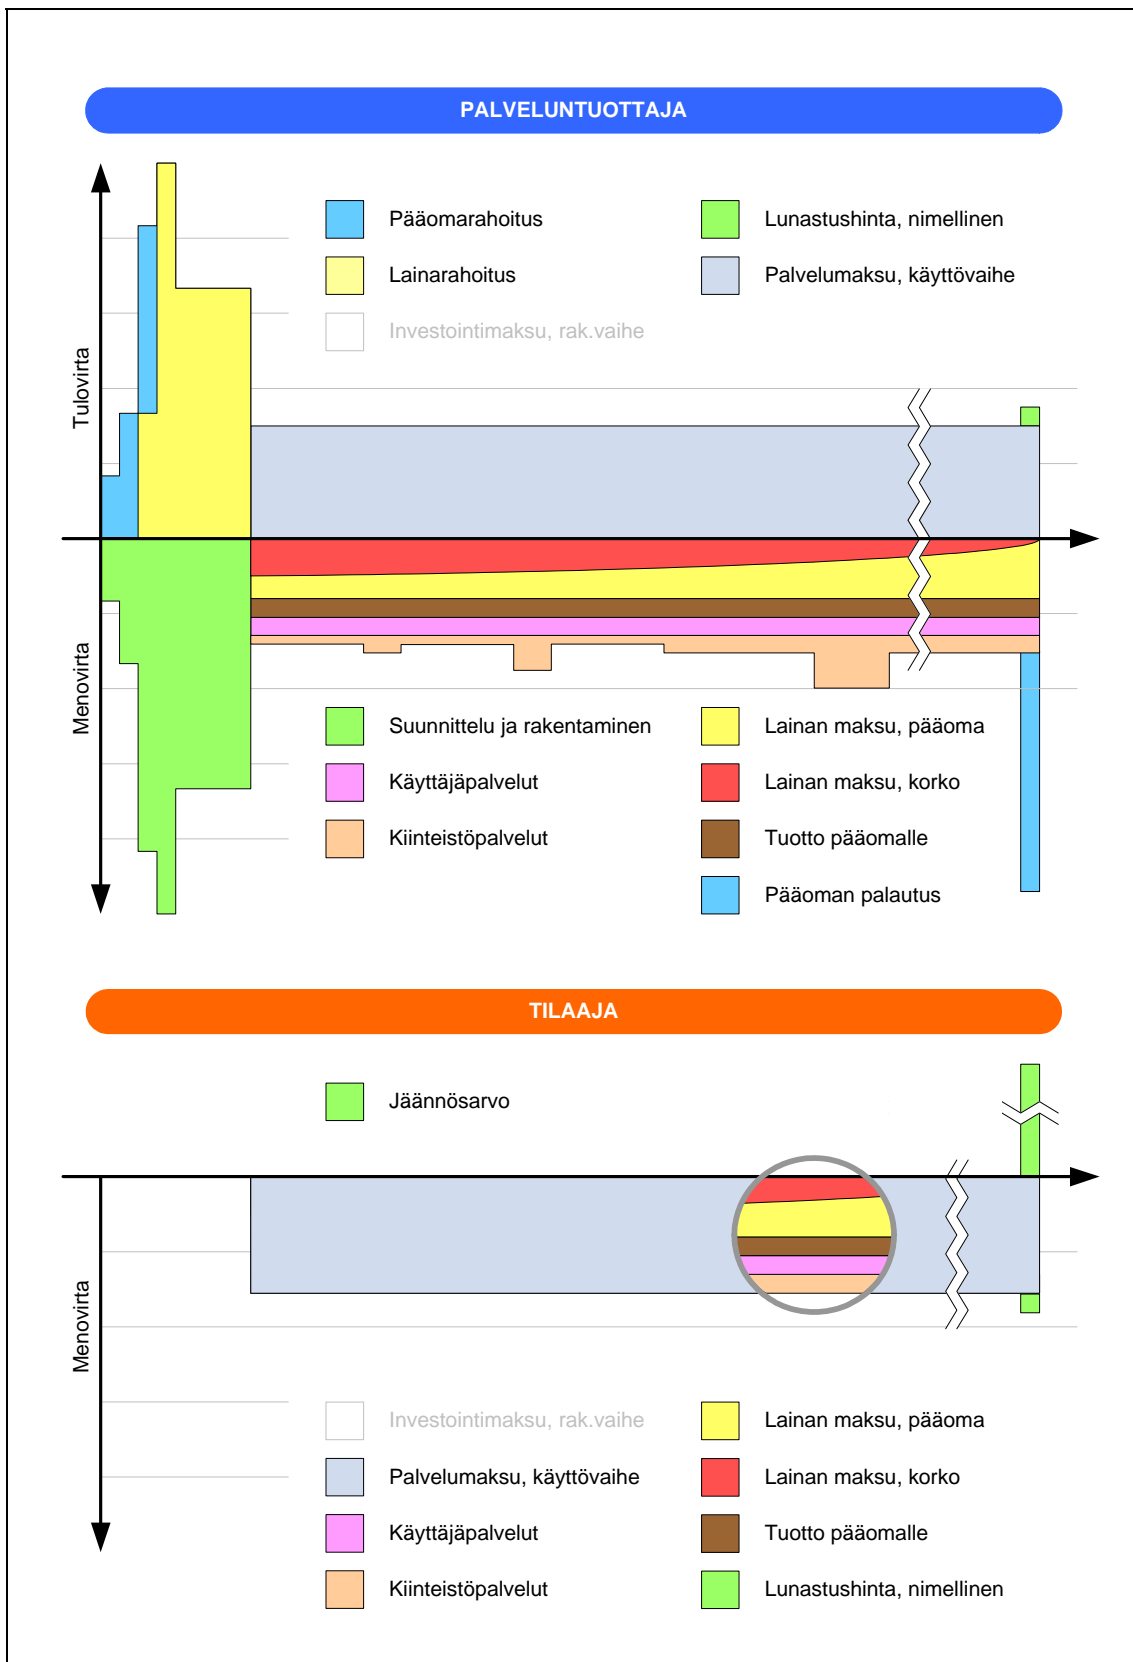 PALVELUNTUOTTAJA
Pääomarahoitus
Lunastushinta, nimellinen
Lainarahoitus
Palvelumaksu, käyttövaihe
Investointimaksu, rak.vaihe
Tulovirta
Menovirta
Suunnittelu ja rakentaminen
Lainan maksu, pääoma
Käyttäjäpalvelut
Lainan maksu, korko
Kiinteistöpalvelut
Tuotto pääomalle
Pääoman palautus
TILAAJA
Jäännösarvo
Menovirta
Investointimaksu, rak.vaihe
Lainan maksu, pääoma
Palvelumaksu, käyttövaihe
Lainan maksu, korko
Käyttäjäpalvelut
Tuotto pääomalle
Kiinteistöpalvelut
Lunastushinta, nimellinen